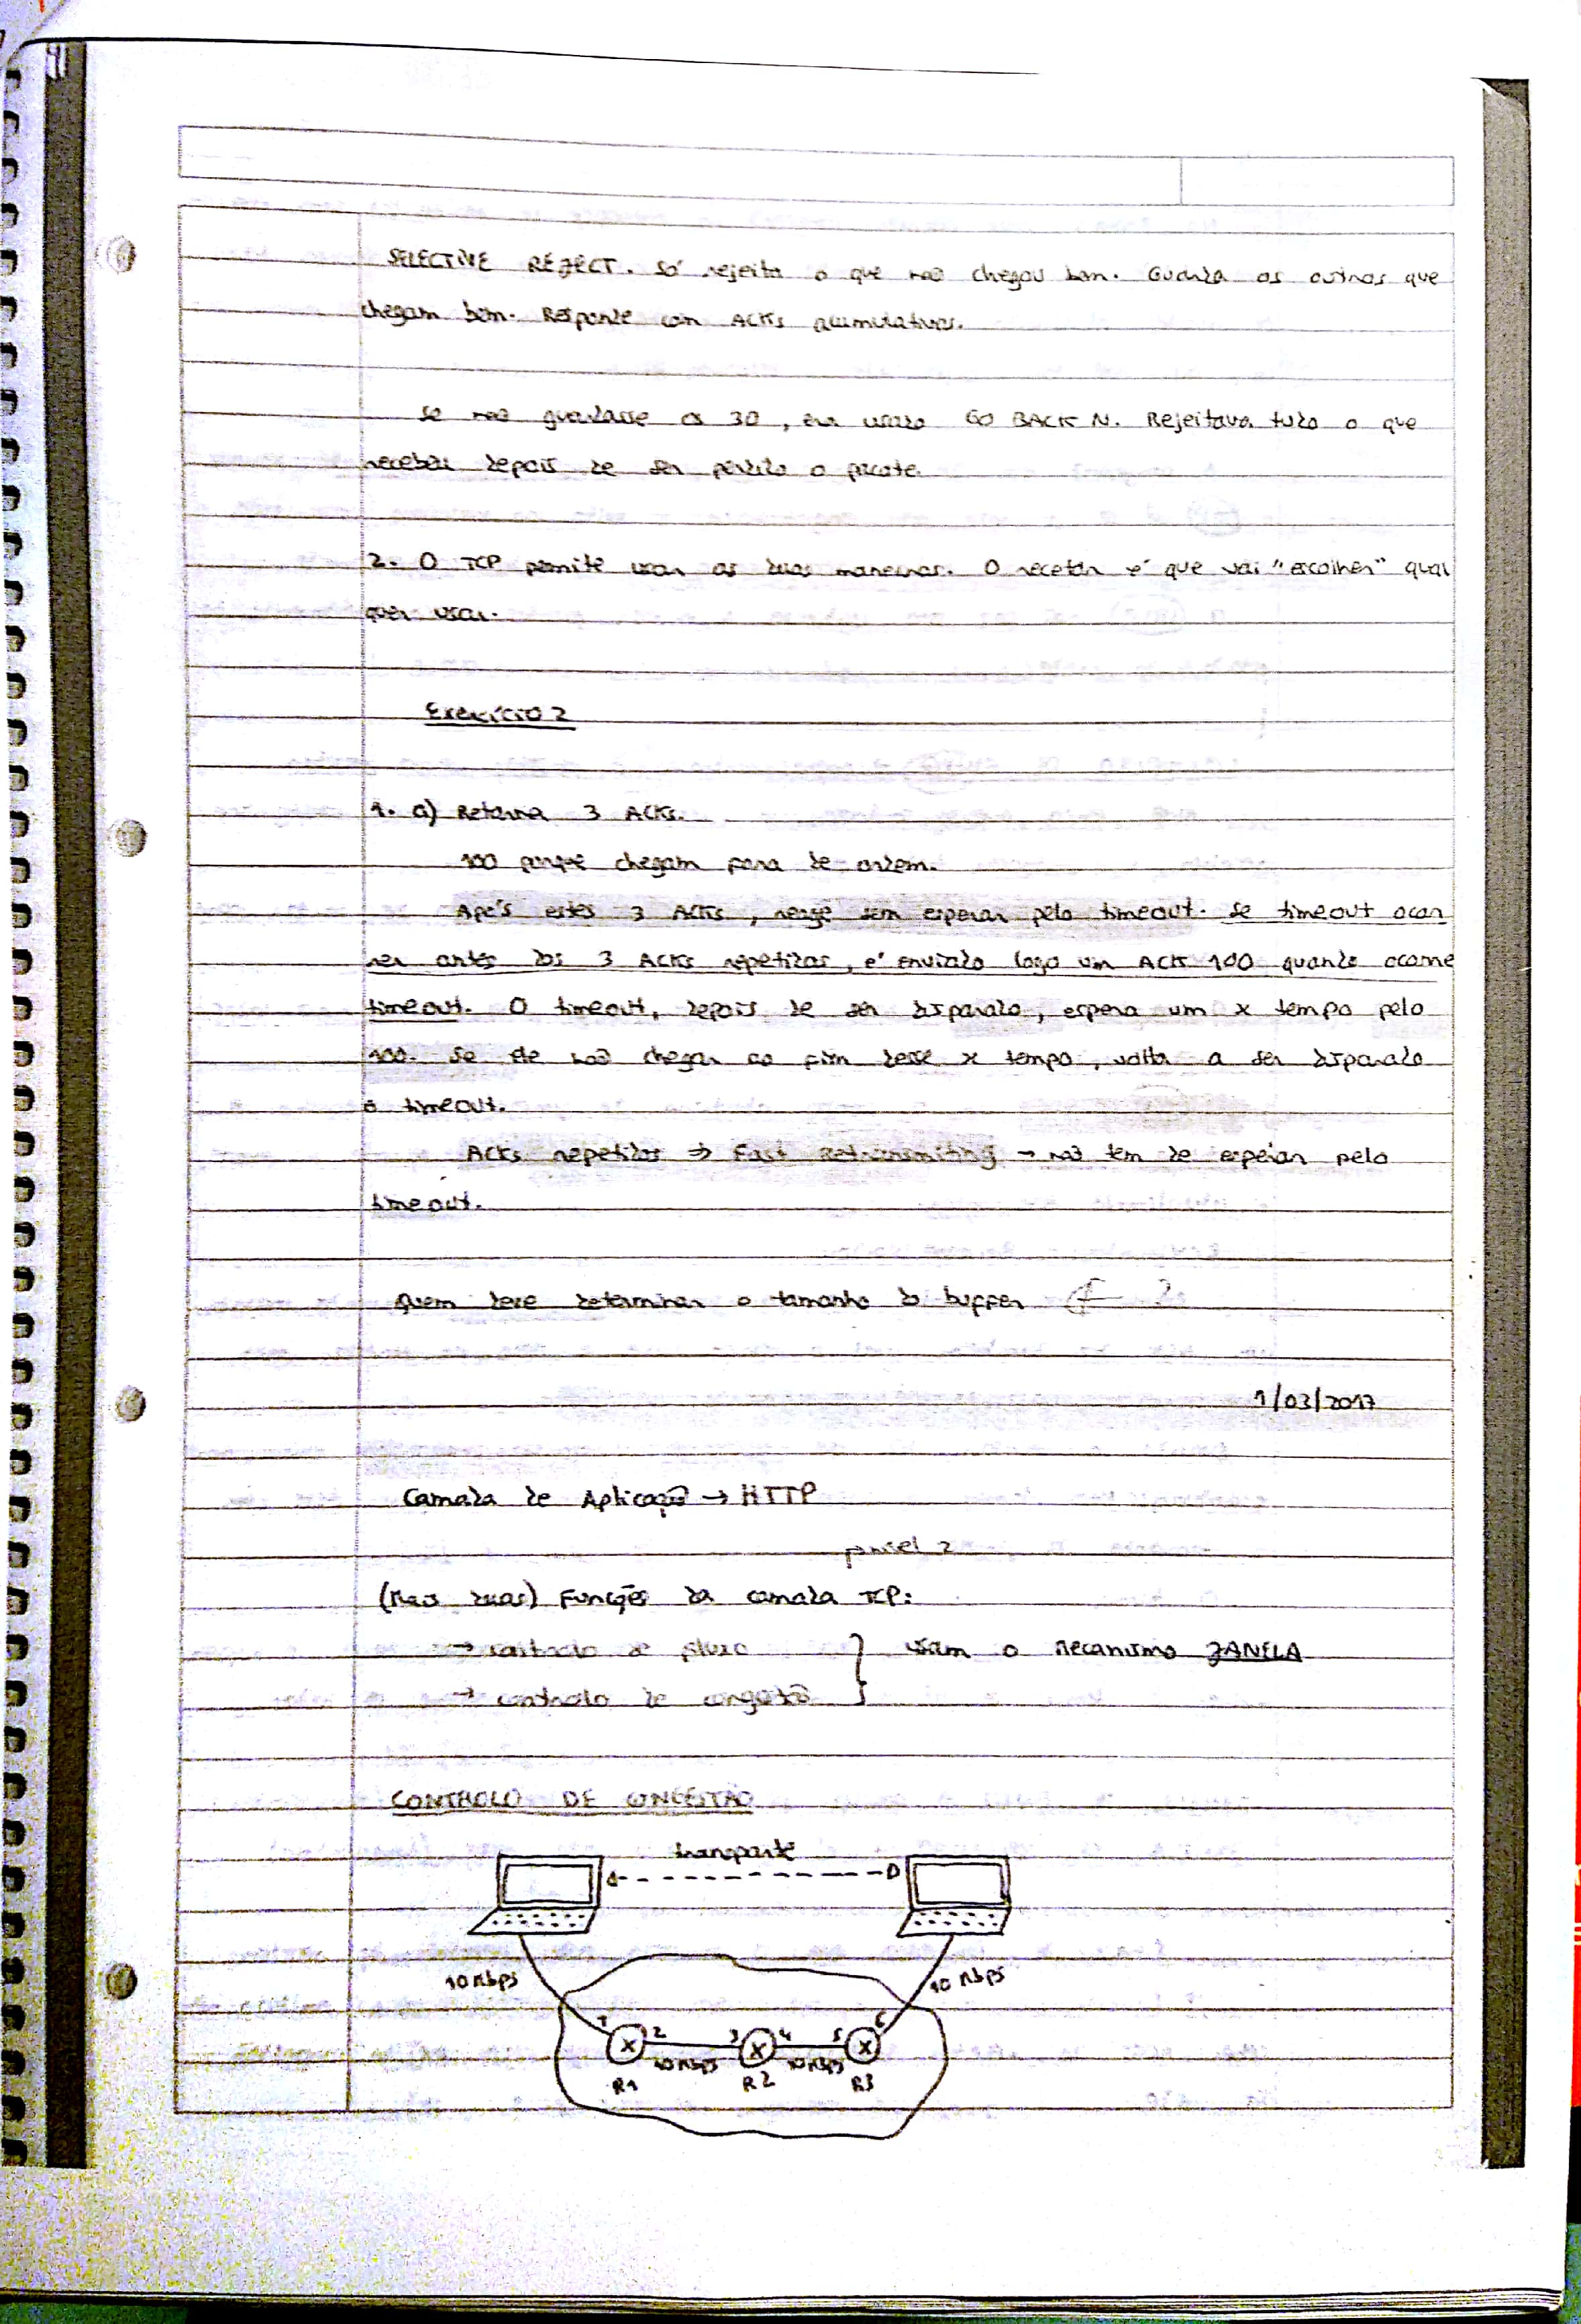 SELECTIVE REJECT. Só rejeita o que não chegou bem. Guarda os outros que
chegam bem. Responde com ACKs acumulativos.
Se não guardasse os 30, era usado GO BACK N. Rejeitava tudo o que
recebeu depois de ser perdido o pacote.
2. O TCP permite usar as duas maneiras. O recetor é que vai "escolher" qual
quer usar.
Exercício 2
1. a) Retorna 3 ACKs.
100 porque chegam fora de ordem.
Após estes 3 ACKs, reage sem esperar pelo timeout. Se timeout ocor
rer antes dos 3 ACKs repetidos, é enviado logo um ACK 100 quando ocorre
timeout. O timeout, depois de ser disparado, espera um x tempo pelo
100. Se ele não chegar ao fim desse x tempo, volta a ser disparado
o timeout.
ACKs repetidos ⇒ Fast Retransmiting → não tem de esperar pelo
timeout.
Quem deve determinar o tamanho do buffer ?
1/03/2017
Camada de Aplicação → HTTP
(Mais duas) Funções da camada TCP:
→ controlo de fluxo
usam o Mecanismo JANELA
→ controlo de congestão
CONTROLO DE CONGESTÃO
transporte
10 Mbps 10 Mbps
1 2 3 4 5 6
10 Mbps 10 Mbps
R1 R2 R3